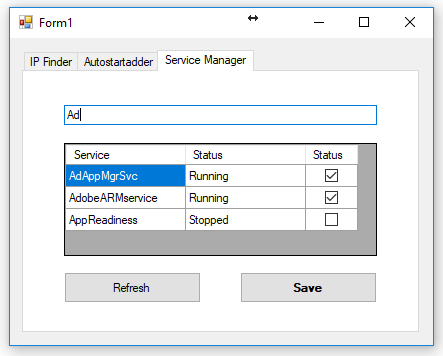 Form1
IP Finder Autostartadder Service Manager
Ad
Service Status Status
AdAppMgrSvc Running
AdobeARMservice Running
AppReadiness Stopped
Refresh Save